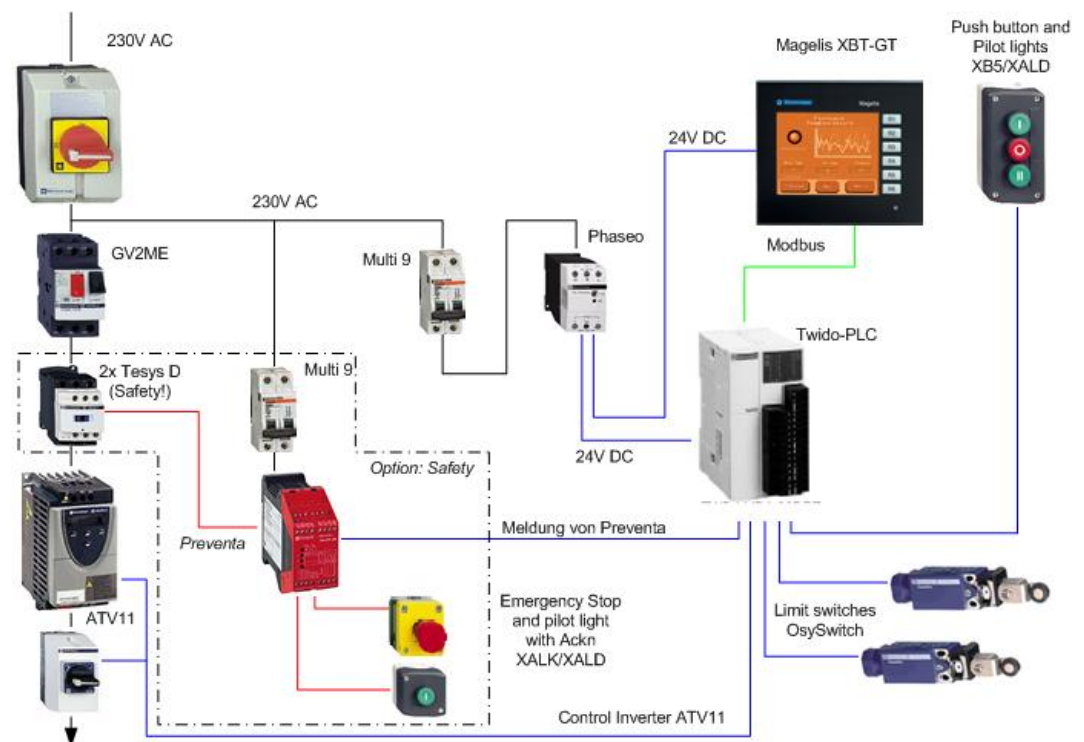 230V AC
Magelis XBT-GT
Push button and
Pilot lights
XB5/XALD
Magelis
24V DC
230V AC
GV2ME
Multi 9
Phaseo
Modbus
Twido-PLC
2x Tesys D
(Safety!)
Multi 9
24V DC
Option: Safety
Preventa
Meldung von Preventa
ATV11
Emergency Stop
and pilot light
with Ackn
XALK/XALD
Limit switches
OsySwitch
Control Inverter ATV11